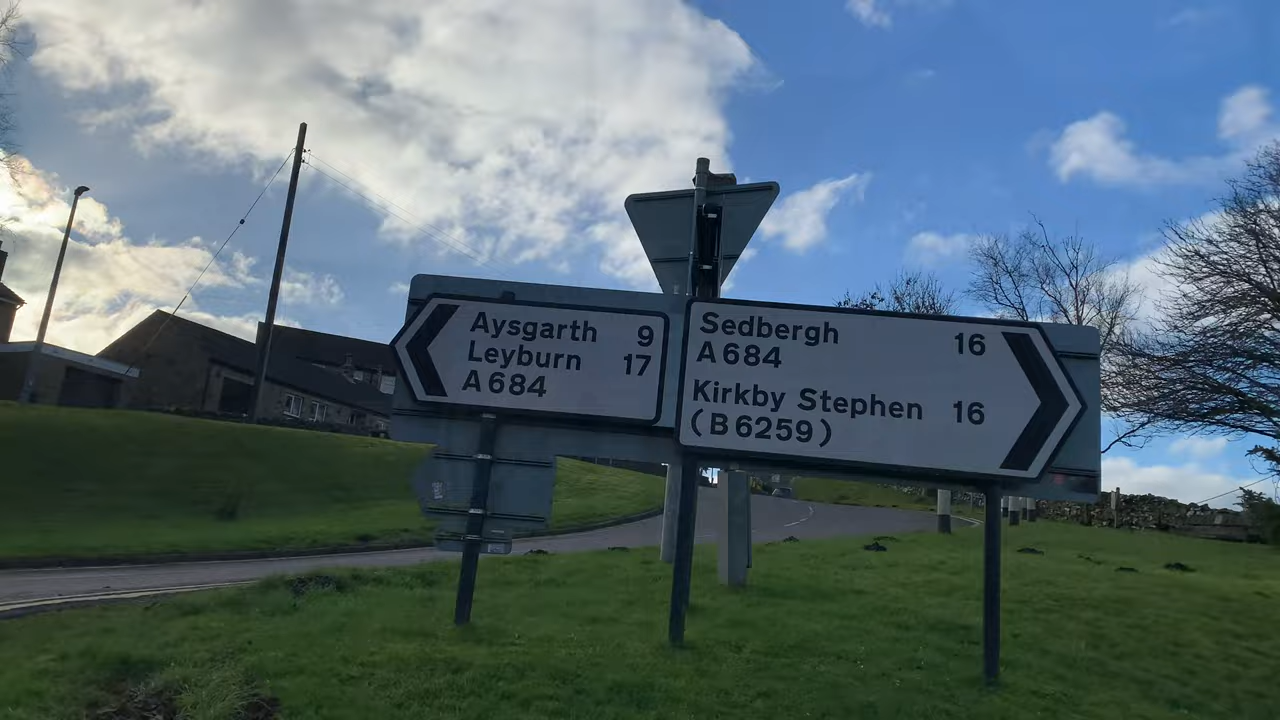 Aysgarth 9
Leyburn 17
A684
Sedbergh 16
A684
Kirkby Stephen 16
(B6259)